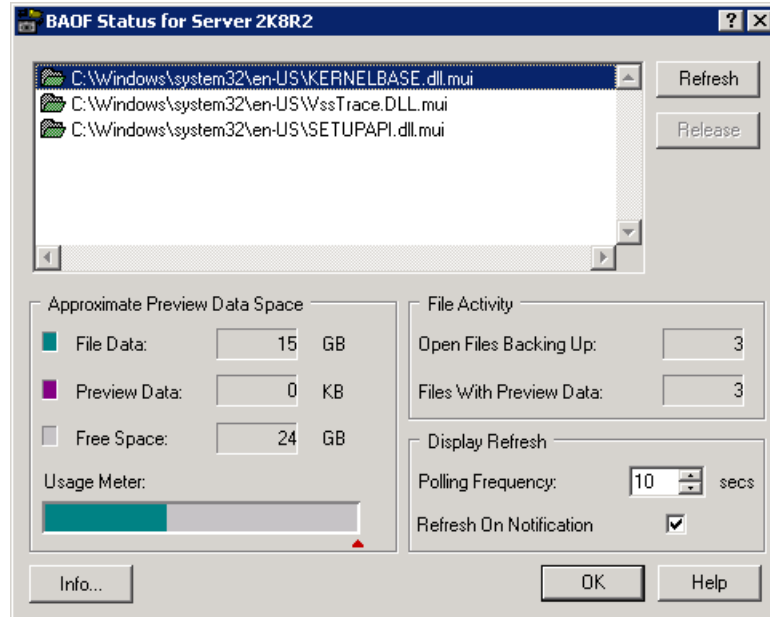 BAOF Status for Server 2K8R2
C:\Windows\system32\en-US\KERNELBASE.dll.mui
C:\Windows\system32\en-US\VssTrace.DLL.mui
C:\Windows\system32\en-US\SETUPAPI.dll.mui
Refresh
Release
Approximate Preview Data Space
File Data: 15 GB
Preview Data: 0 KB
Free Space: 24 GB
Usage Meter:
File Activity
Open Files Backing Up: 3
Files With Preview Data: 3
Display Refresh
Polling Frequency: 10 secs
Refresh On Notification
Info...
OK
Help